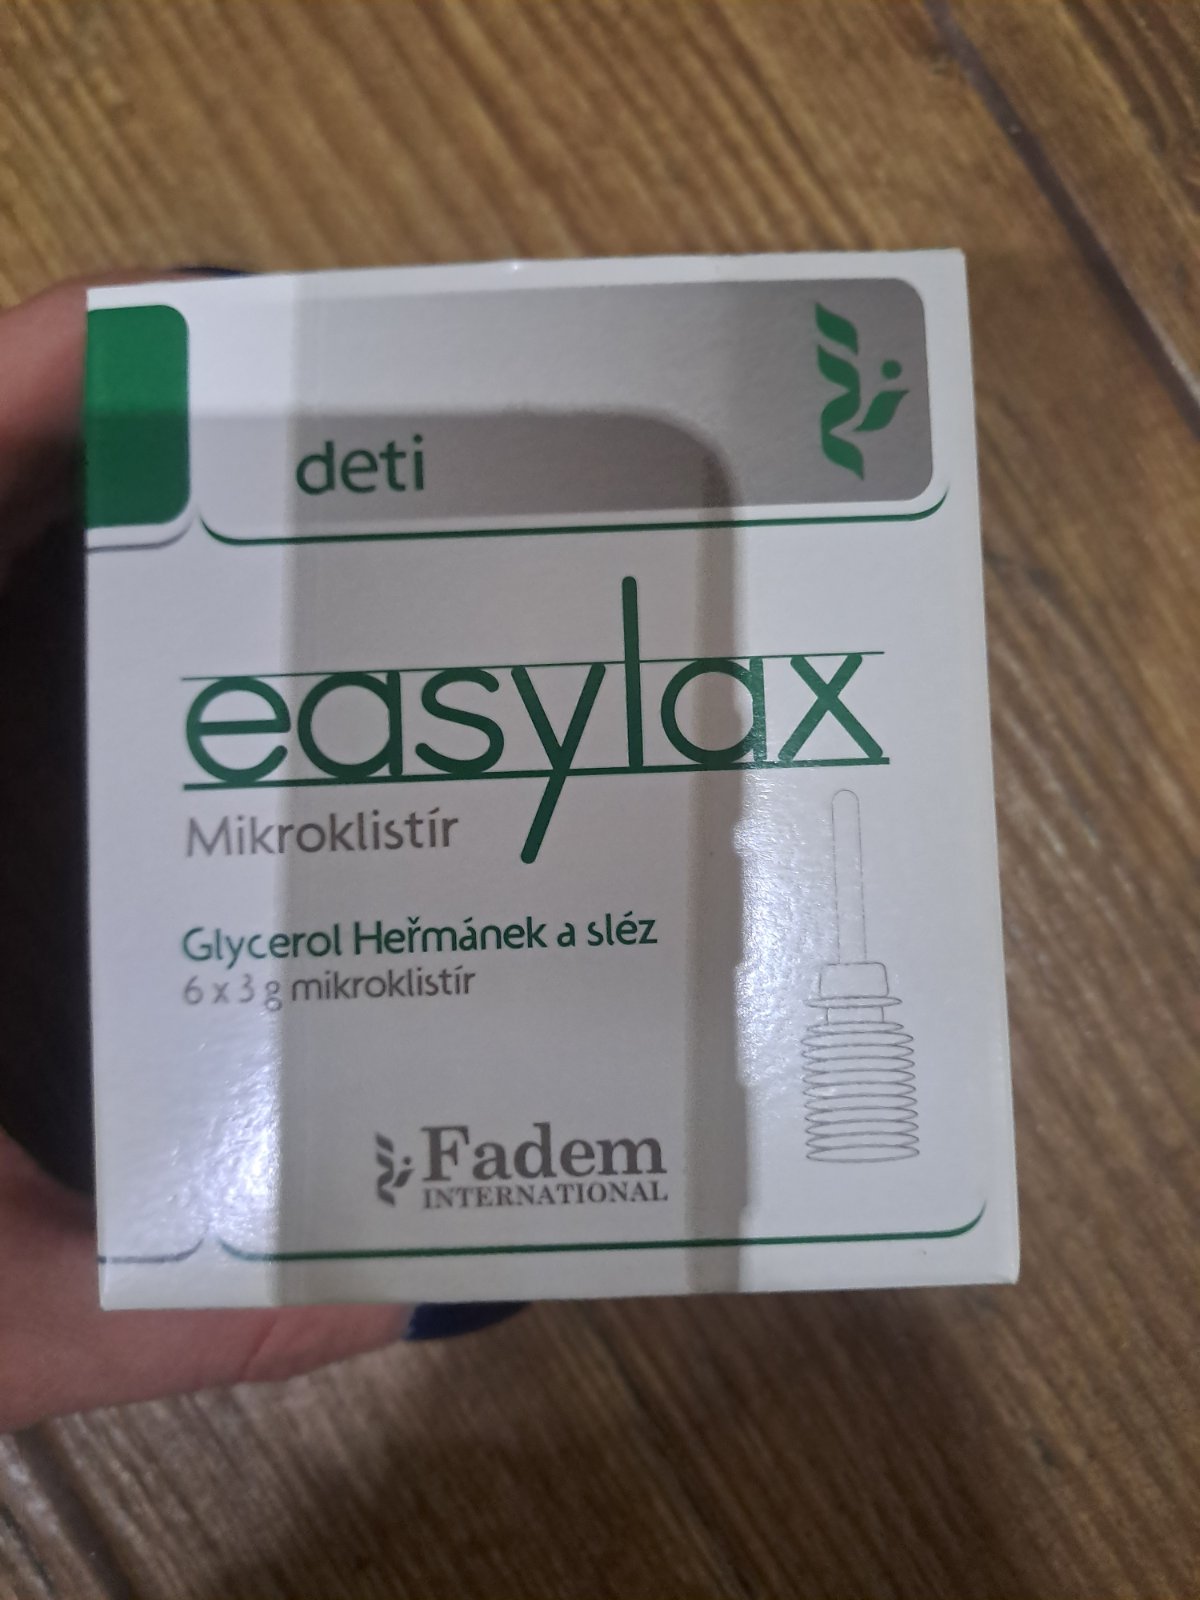 deti
easylax
Mikroklistír
Glycerol Heřmánek a sléz
6 x 3 g mikroklistír
Fadem
INTERNATIONAL